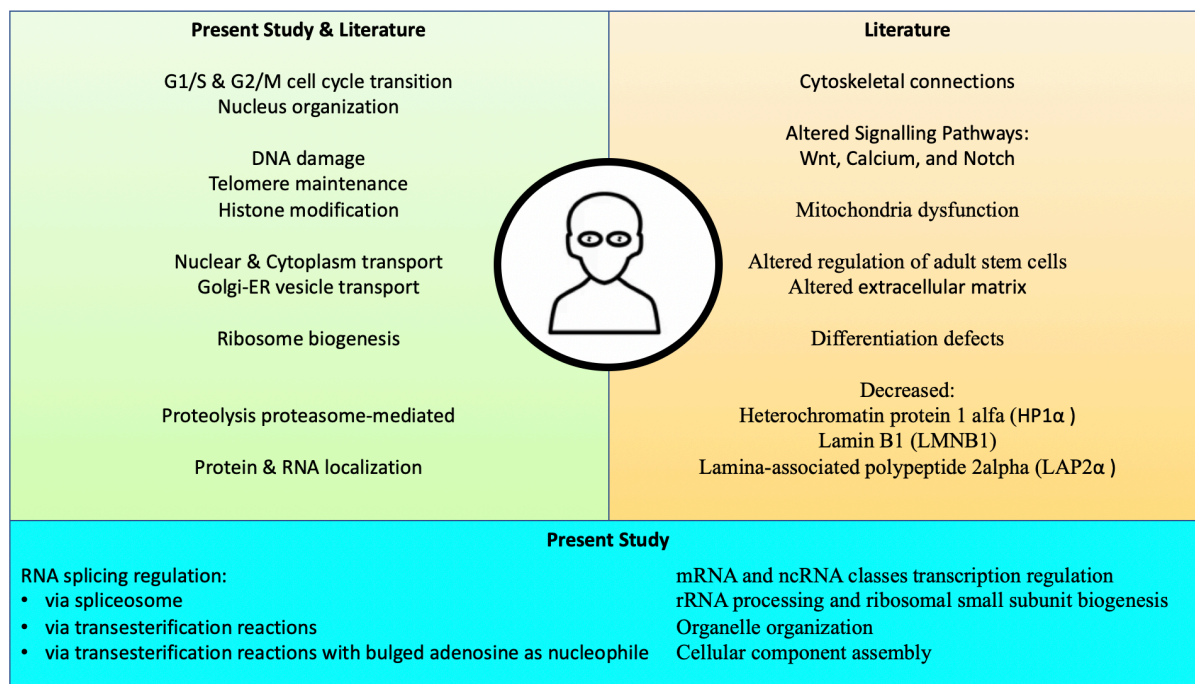 Present Study & Literature
G1/S & G2/M cell cycle transition
Nucleus organization
DNA damage
Telomere maintenance
Histone modification
Nuclear & Cytoplasm transport
Golgi-ER vesicle transport
Ribosome biogenesis
Proteolysis proteasome-mediated
Protein & RNA localization
Literature
Cytoskeletal connections
Altered Signalling Pathways:
Wnt, Calcium, and Notch
Mitochondria dysfunction
Altered regulation of adult stem cells
Altered extracellular matrix
Differentiation defects
Decreased:
Heterochromatin protein 1 alfa (HP1α )
Lamin B1 (LMNB1)
Lamina-associated polypeptide 2alpha (LAP2α )
Present Study
RNA splicing regulation:
• via spliceosome
• via transesterification reactions
• via transesterification reactions with bulged adenosine as nucleophile
mRNA and ncRNA classes transcription regulation
rRNA processing and ribosomal small subunit biogenesis
Organelle organization
Cellular component assembly